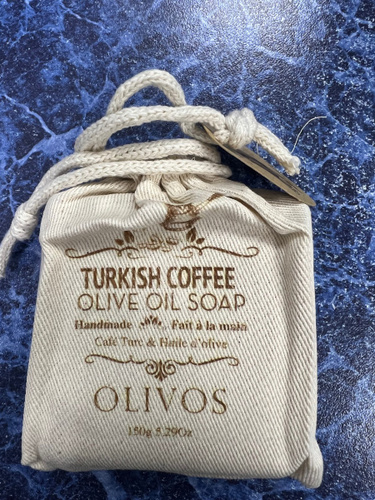 TURKISH COFFEE
OLIVE OIL SOAP
Handmade Fait à la main
Café Turc & Huile d'olive
OLIVOS
150g 5.29Oz